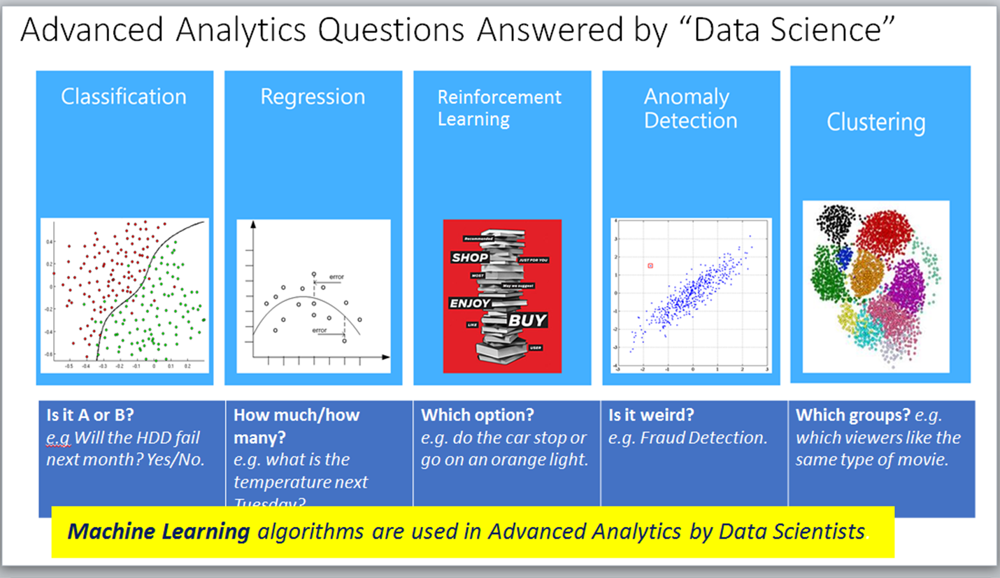 Advanced Analytics Questions Answered by “Data Science”
Classification
Regression
Reinforcement
Learning
Anomaly
Detection
Clustering
0.4
0.2
0
-0.2
-0.4
-0.6
-0.5
-0.4
-0.3
-0.2
-0.1
0
0.1
0.2
error
error
Recommended
SHOP
JUST FOR YOU
MOST
May we suggest
ENJOY
BUY
LIKE
USER
4
3
2
1
0
-1
-2
-3
-4
-3
-2
-1
0
1
2
3
Is it A or B?
e.g Will the HDD fail
next month? Yes/No.
How much/how
many?
e.g. what is the
temperature next
Tuesday?
Which option?
e.g. do the car stop or
go on an orange light.
Is it weird?
e.g. Fraud Detection.
Which groups? e.g.
which viewers like the
same type of movie.
Machine Learning algorithms are used in Advanced Analytics by Data Scientists.